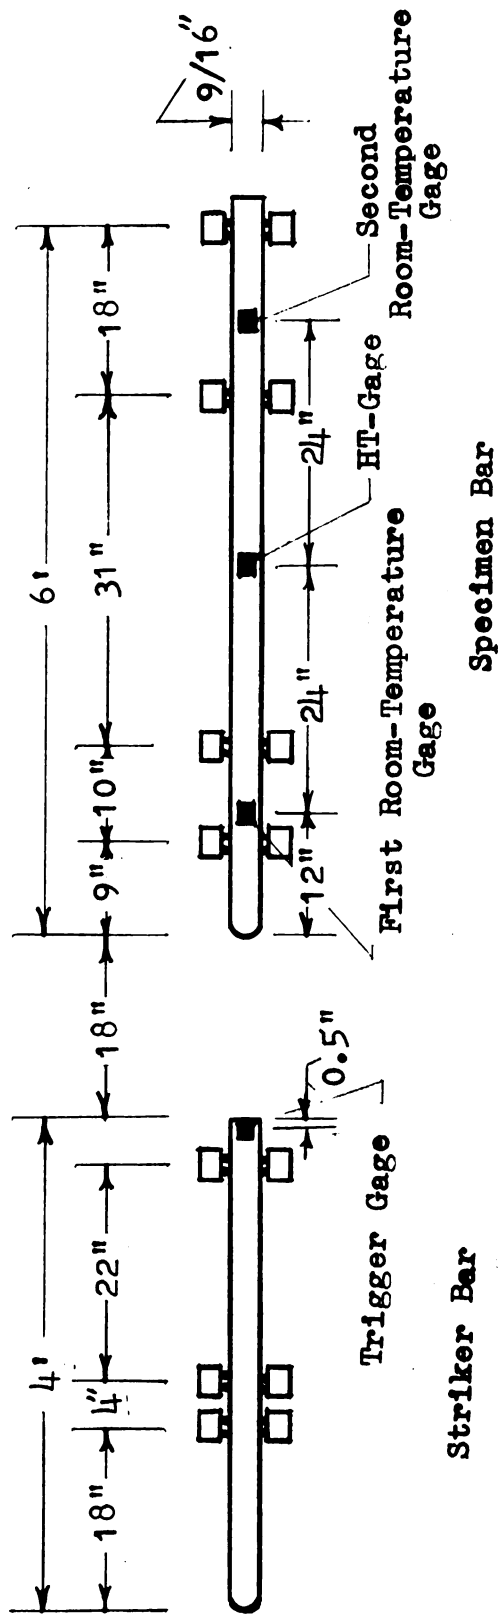 4'
6'
18"
4"
22"
18"
9"
10"
31"
18"
9/16"
0.5"
12"
24"
24"
Trigger Gage
First Room-Temperature
Gage
HT-Gage
Second
Room-Temperature
Gage
Striker Bar
Specimen Bar